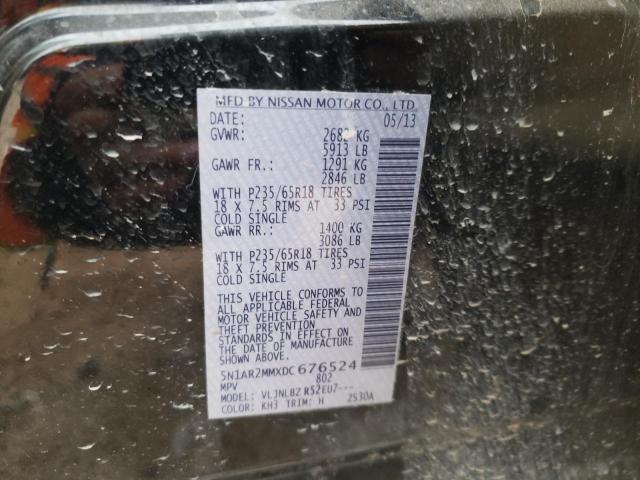 MFD BY NISSAN MOTOR CO., LTD.
DATE: 05/13
GVWR: 2682 KG
5913 LB
GAWR FR.: 1291 KG
2846 LB
WITH P235/65R18 TIRES
18 X 7.5 RIMS AT 33 PSI
COLD SINGLE
GAWR RR.: 1400 KG
3086 LB
WITH P235/65R18 TIRES
18 X 7.5 RIMS AT 33 PSI
COLD SINGLE
THIS VEHICLE CONFORMS TO
ALL APPLICABLE FEDERAL
MOTOR VEHICLE SAFETY AND
THEFT PREVENTION
STANDARDS IN EFFECT ON
THE DATE OF MANUFACTURE
SHOWN ABOVE.
5N1AR2MMXDC676524
MPV 802
MODEL: VLJNLBZ R52EUZ---
COLOR: KH3 TRIM: H 2S30A